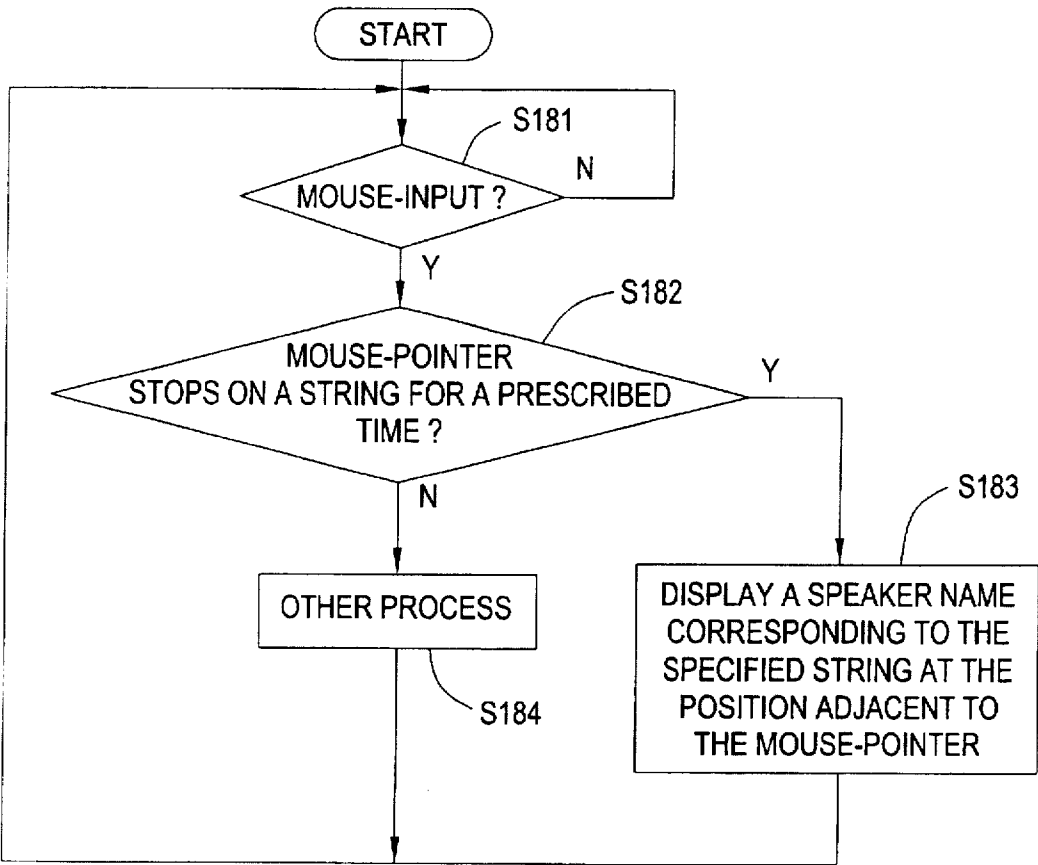 START
S181
MOUSE-INPUT ?
N
Y
S182
MOUSE-POINTER
STOPS ON A STRING FOR A PRESCRIBED
TIME ?
Y
N
S183
OTHER PROCESS
S184
DISPLAY A SPEAKER NAME
CORRESPONDING TO THE
SPECIFIED STRING AT THE
POSITION ADJACENT TO
THE MOUSE-POINTER